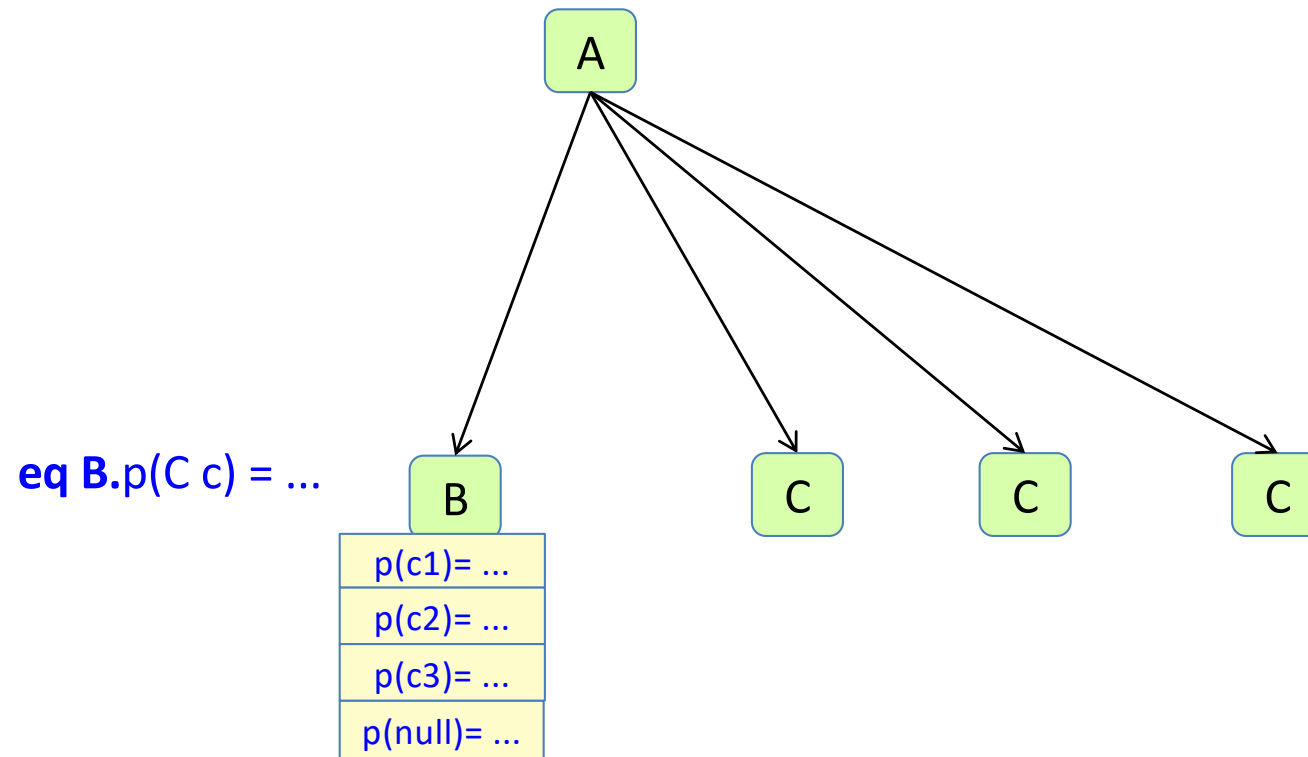 A
eq B.p(C c) = ...
B
C
C
C
p(c1)= ...
p(c2)= ...
p(c3)= ...
p(null)= ...